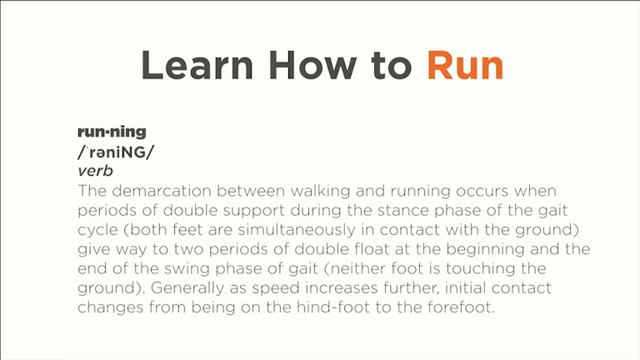 Learn How to Run
run·ning
/ˈrəniNG/
verb
The demarcation between walking and running occurs when
periods of double support during the stance phase of the gait
cycle (both feet are simultaneously in contact with the ground)
give way to two periods of double float at the beginning and the
end of the swing phase of gait (neither foot is touching the
ground). Generally as speed increases further, initial contact
changes from being on the hind-foot to the forefoot.